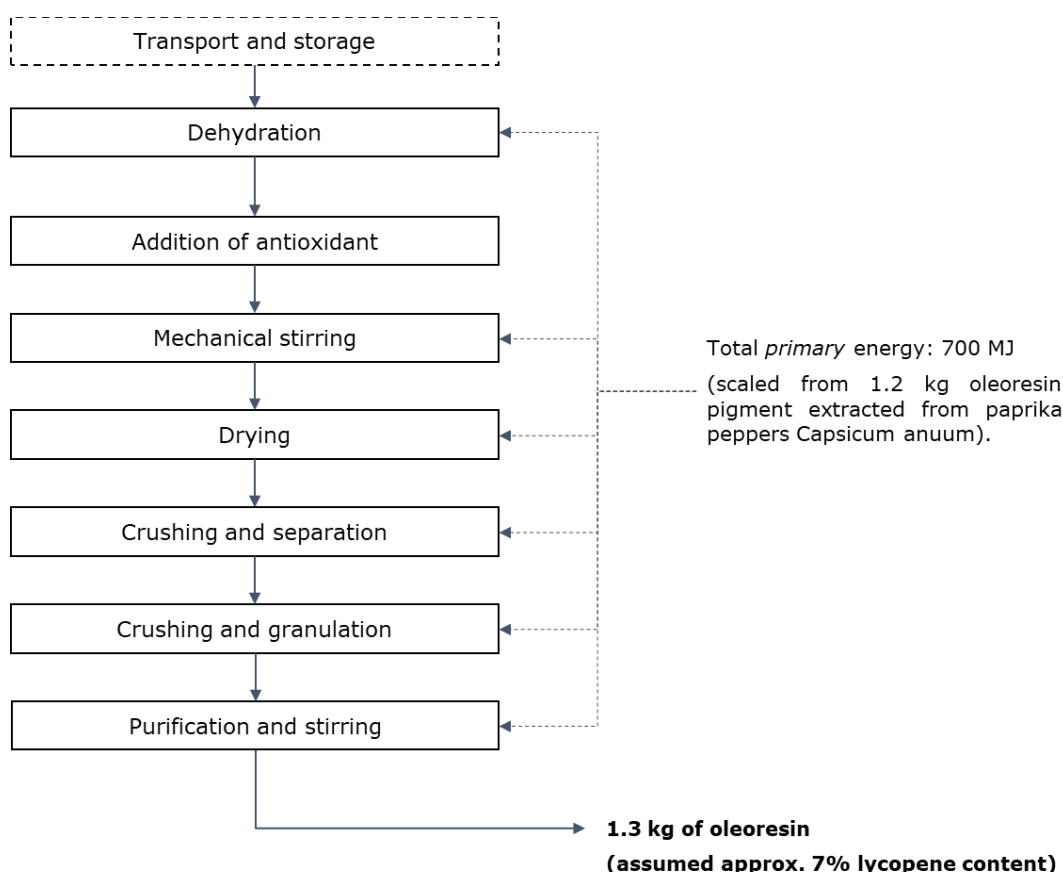 Transport and storage
Dehydration
Addition of antioxidant
Mechanical stirring
Drying
Crushing and separation
Crushing and granulation
Purification and stirring
Total primary energy: 700 MJ
(scaled from 1.2 kg oleoresin
pigment extracted from paprika
peppers Capsicum anuum).
1.3 kg of oleoresin
(assumed approx. 7% lycopene content)